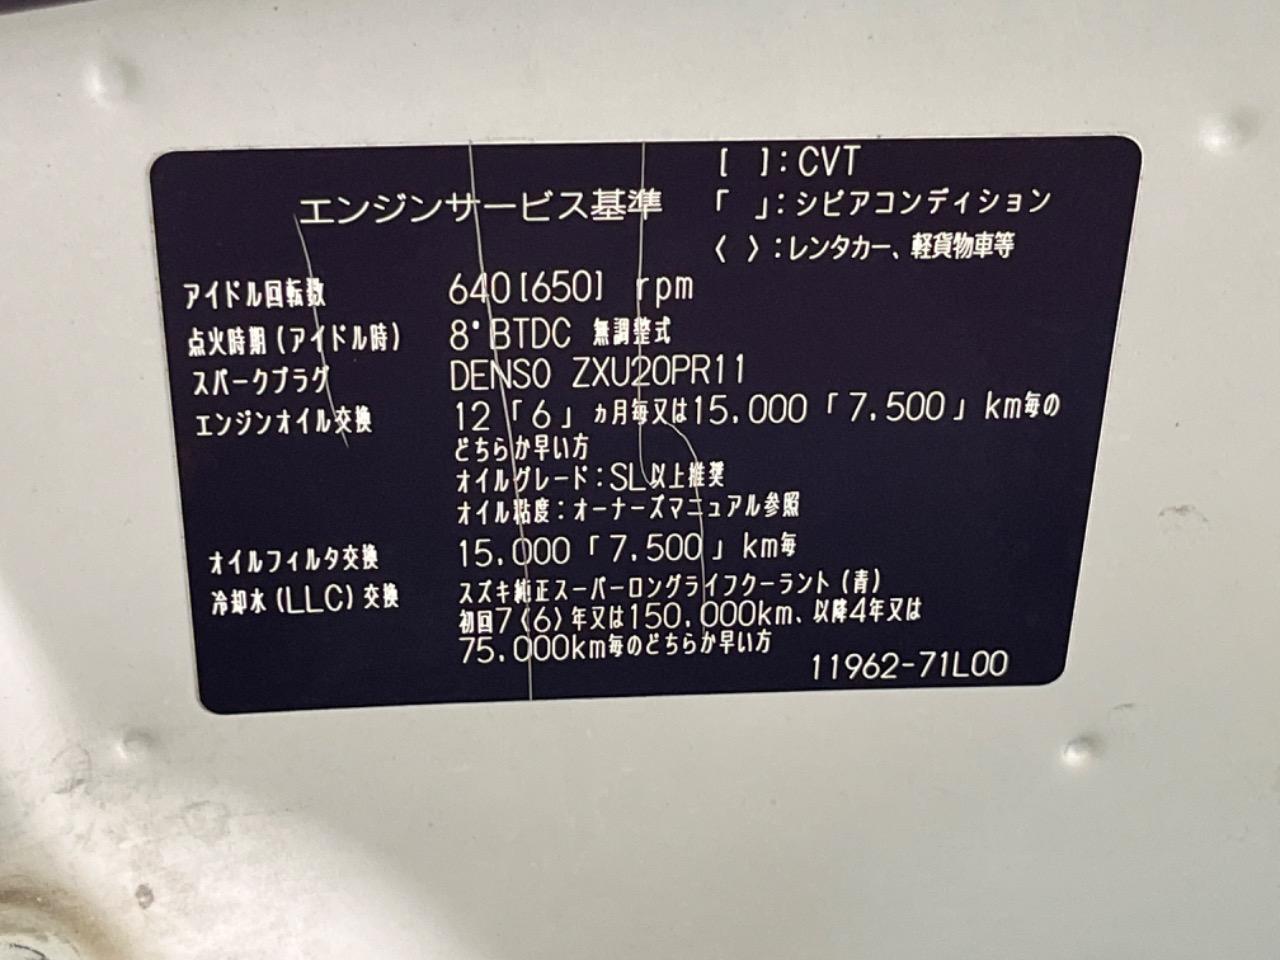 エンジンサービス基準
[ ]:CVT
「 」:シビアコンディション
〈 〉:レンタカー、軽貨物車等
アイドル回転数 640[650] rpm
点火時期(アイドル時) 8°BTDC 無調整式
スパークプラグ DENSO ZXU20PR11
エンジンオイル交換 12「6」ヵ月毎又は15.000「7.500」km毎の
どちらか早い方
オイルグレード:SL以上推奨
オイル粘度:オーナーズマニュアル参照
オイルフィルタ交換 15.000「7.500」km毎
冷却水(LLC)交換 スズキ純正スーパーロングライフクーラント(青)
初回7〈6〉年又は150.000km、以降4年又は
75.000km毎のどちらか早い方
11962-71L00